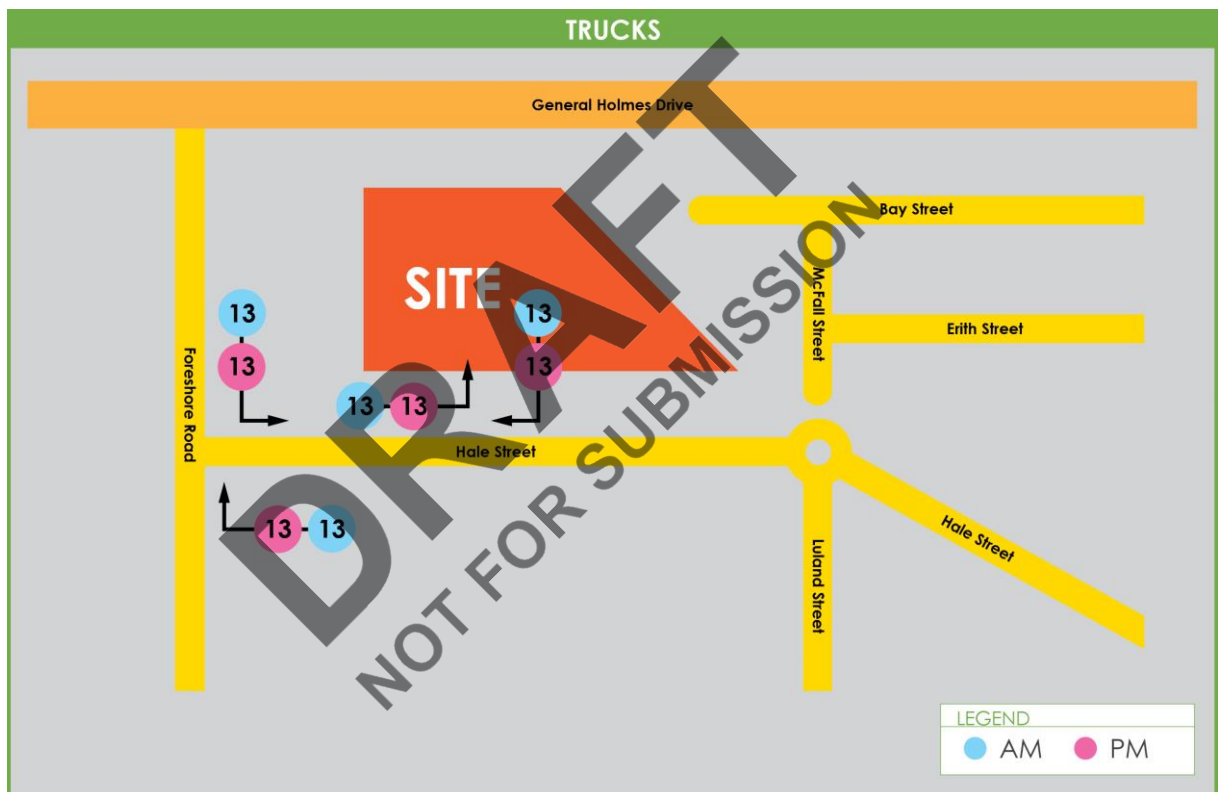 TRUCKS
General Holmes Drive
Bay Street
McFall Street
Erith Street
SITE
13
13
13
13
13
13
Foreshore Road
Hale Street
13
13
Hale Street
Luland Street
DRAFT
NOT FOR SUBMISSION
LEGEND
AM
PM